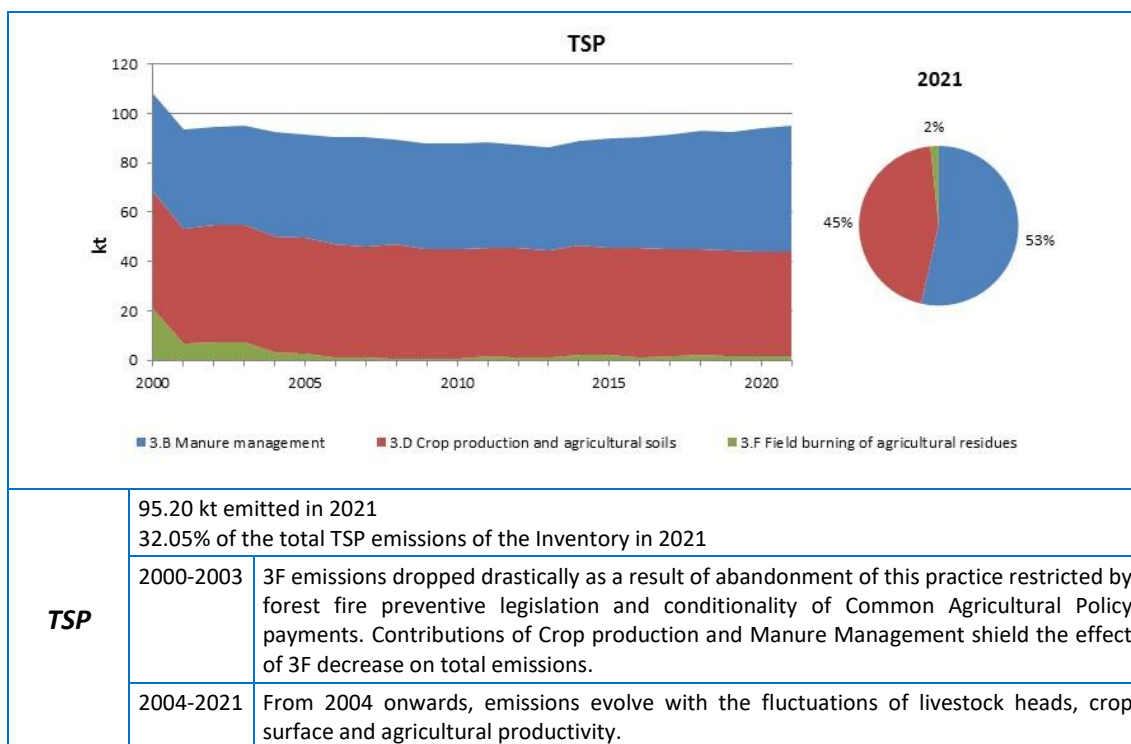 TSP
120
100
80
60
40
20
0
kt
2000
2005
2010
2015
2020
2021
2%
45%
53%
3.B Manure management
3.D Crop production and agricultural soils
3.F Field burning of agricultural residues
TSP
95.20 kt emitted in 2021
32.05% of the total TSP emissions of the Inventory in 2021
2000-2003
3F emissions dropped drastically as a result of abandonment of this practice restricted by
forest fire preventive legislation and conditionality of Common Agricultural Policy
payments. Contributions of Crop production and Manure Management shield the effect
of 3F decrease on total emissions.
2004-2021
From 2004 onwards, emissions evolve with the fluctuations of livestock heads, crop
surface and agricultural productivity.